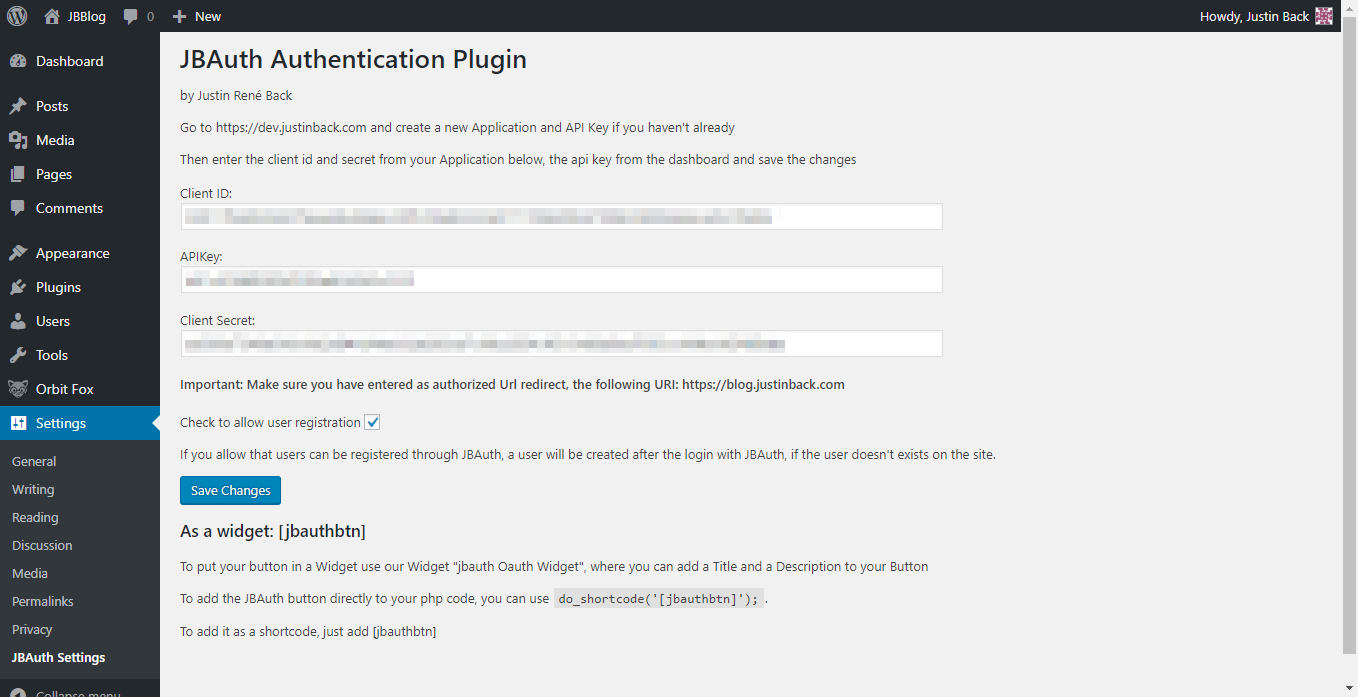 JBBlog 0 New Howdy, Justin Back
Dashboard
Posts
Media
Pages
Comments
Appearance
Plugins
Users
Tools
Orbit Fox
Settings
General
Writing
Reading
Discussion
Media
Permalinks
Privacy
JBAuth Settings
Collapse menu
JBAuth Authentication Plugin
by Justin René Back
Go to https://dev.justinback.com and create a new Application and API Key if you haven't already
Then enter the client id and secret from your Application below, the api key from the dashboard and save the changes
Client ID:
APIKey:
Client Secret:
Important: Make sure you have entered as authorized Url redirect, the following URI: https://blog.justinback.com
Check to allow user registration
If you allow that users can be registered through JBAuth, a user will be created after the login with JBAuth, if the user doesn't exists on the site.
Save Changes
As a widget: [jbauthbtn]
To put your button in a Widget use our Widget "jbauth Oauth Widget", where you can add a Title and a Description to your Button
To add the JBAuth button directly to your php code, you can use do_shortcode('[jbauthbtn]'); .
To add it as a shortcode, just add [jbauthbtn]